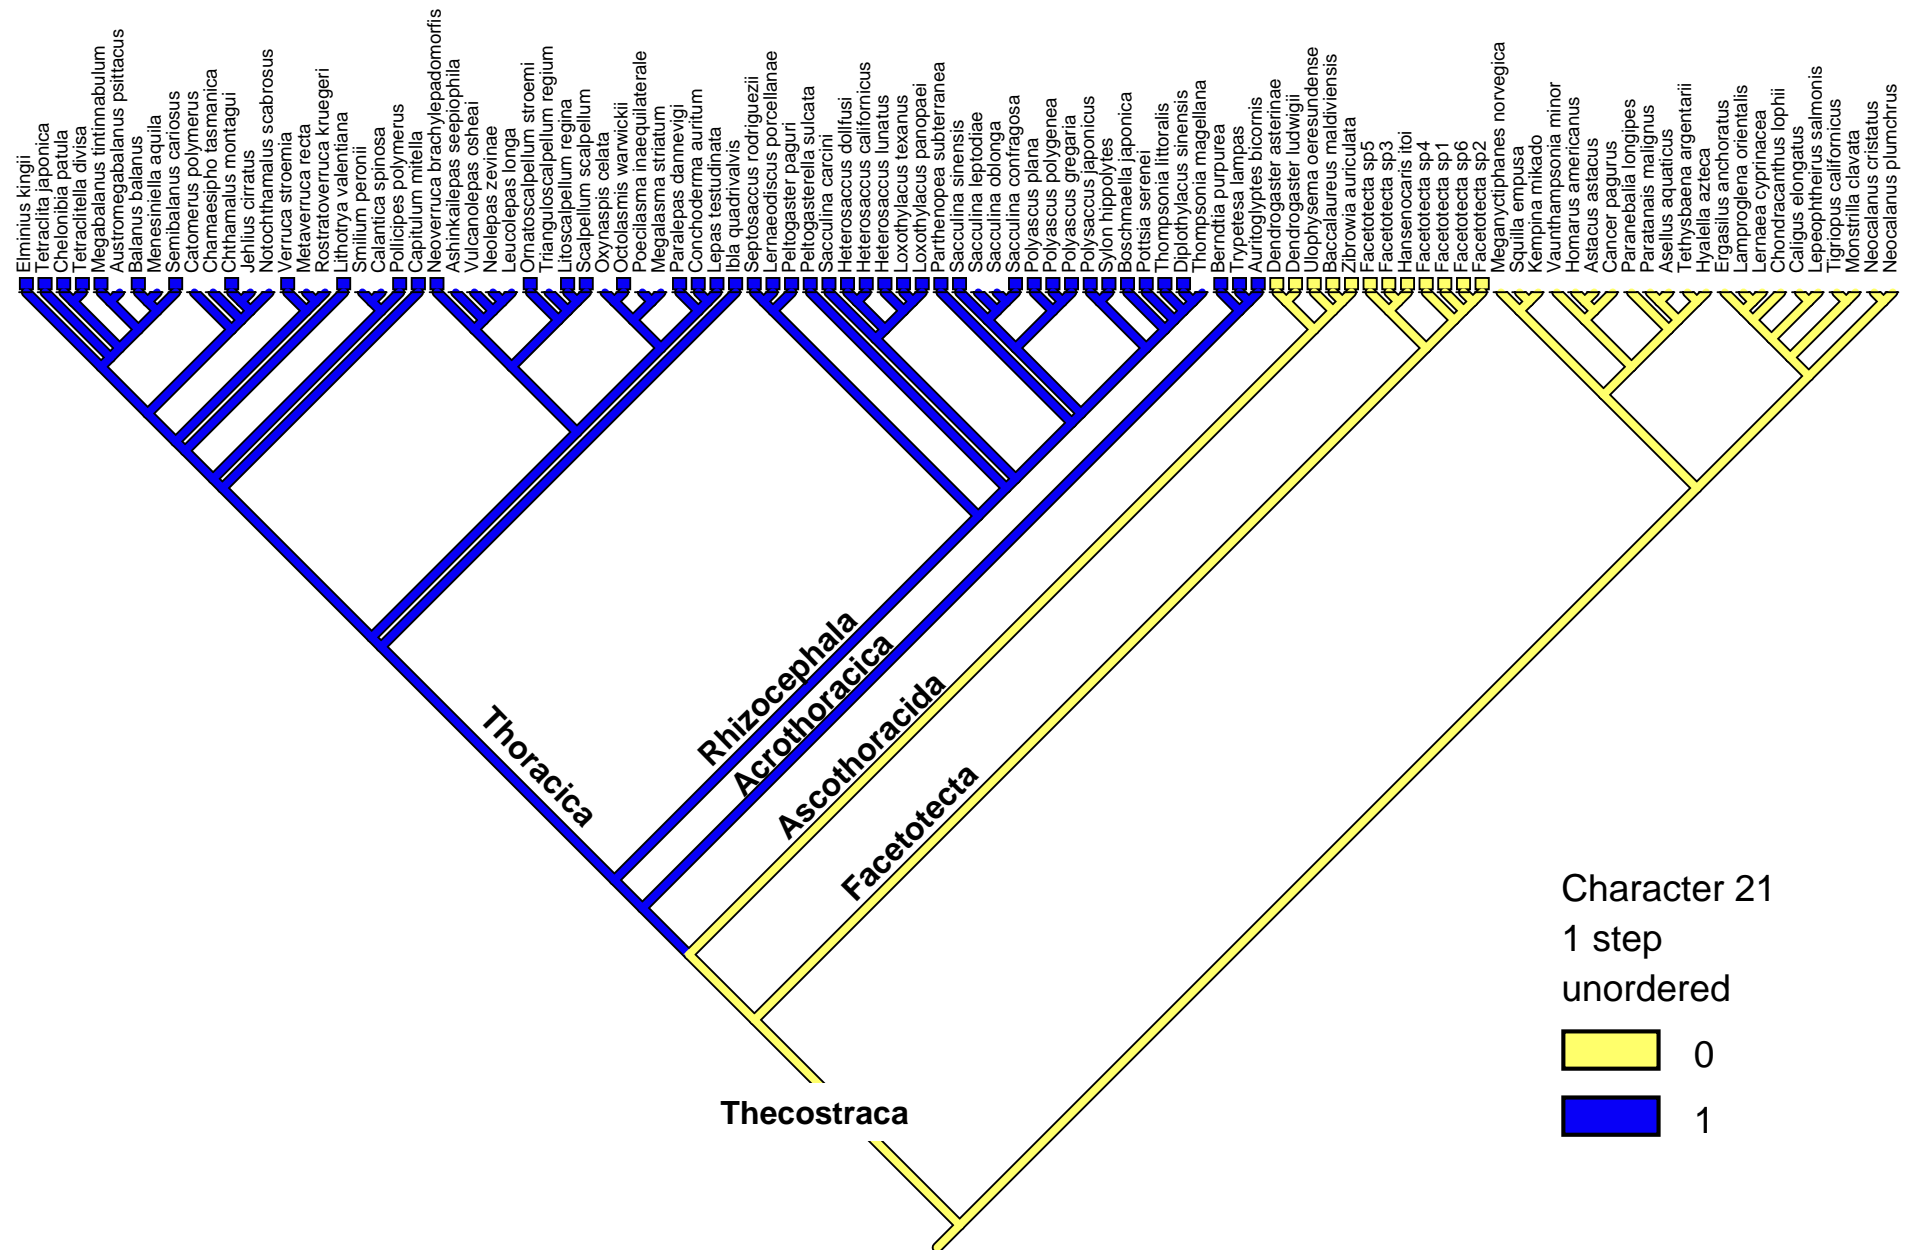 Elminius kingii
Tetraclita japonica
Chelonibia patula
Tetraclitella divisa
Megabalanus tintinnabulum
Austromegabalanus psittacus
Balanus balanus
Menesiniella aquila
Semibalanus cariosus
Catomerus polymerus
Chamaesipho tasmanica
Chthamalus montagui
Jehlius cirratus
Notochthamalus scabrosus
Verruca stroemia
Metaverruca recta
Rostratoverruca kruegeri
Lithotrya valentiana
Smilium peronii
Calantica spinosa
Pollicipes polymerus
Capitulum mitella
Neoverruca brachylepadomorfis
Ashinkailepas seepiophila
Vulcanolepas osheai
Neolepas zevinae
Leucolepas longa
Ornatoscalpellum stroemi
Trianguloscalpellum regium
Litoscalpellum regina
Scalpellum scalpellum
Oxynaspis celata
Octolasmis warwickii
Poecilasma inaequilaterale
Megalasma striatum
Paralepas dannevigi
Conchoderma auritum
Lepas testudinata
Ibla quadrivalvis
Septosaccus rodriguezii
Lernaeodiscus porcellanae
Peltogaster paguri
Peltogasterella sulcata
Sacculina carcini
Heterosaccus dollfusi
Heterosaccus californicus
Heterosaccus lunatus
Loxothylacus texanus
Loxothylacus panopaei
Parthenopea subterranea
Sacculina sinensis
Sacculina leptodiae
Sacculina oblonga
Sacculina confragosa
Polyascus plana
Polyascus polygenea
Polyascus gregaria
Polysaccus japonicus
Sylon hippolytes
Boschmaella japonica
Pottsia serenei
Thompsonia littoralis
Diplothylacus sinensis
Thompsonia magellana
Berndtia purpurea
Trypetesa lampas
Auritoglyptes bicornis
Dendrogaster asterinae
Dendrogaster ludwigii
Ulophysema oeresundense
Baccalaureus maldiviensis
Zibrowia auriculata
Facetotecta sp5
Facetotecta sp3
Hansenocaris itoi
Facetotecta sp4
Facetotecta sp1
Facetotecta sp6
Facetotecta sp2
Meganyctiphanes norvegica
Squilla empusa
Kempina mikado
Vaunthampsonia minor
Homarus americanus
Astacus astacus
Cancer pagurus
Paranebalia longipes
Paratanais malignus
Asellus aquaticus
Tethysbaena argentarii
Hyalella azteca
Ergasilus anchoratus
Lamproglena orientalis
Lernaea cyprinacea
Chondracanthus lophii
Caligus elongatus
Lepeophtheirus salmonis
Tigriopus californicus
Monstrilla clavata
Neocalanus cristatus
Neocalanus plumchrus
Thoracica
Rhizocephala
Acrothoracica
Ascothoracida
Facetotecta
Thecostraca
Character 21
1 step
unordered
0
1